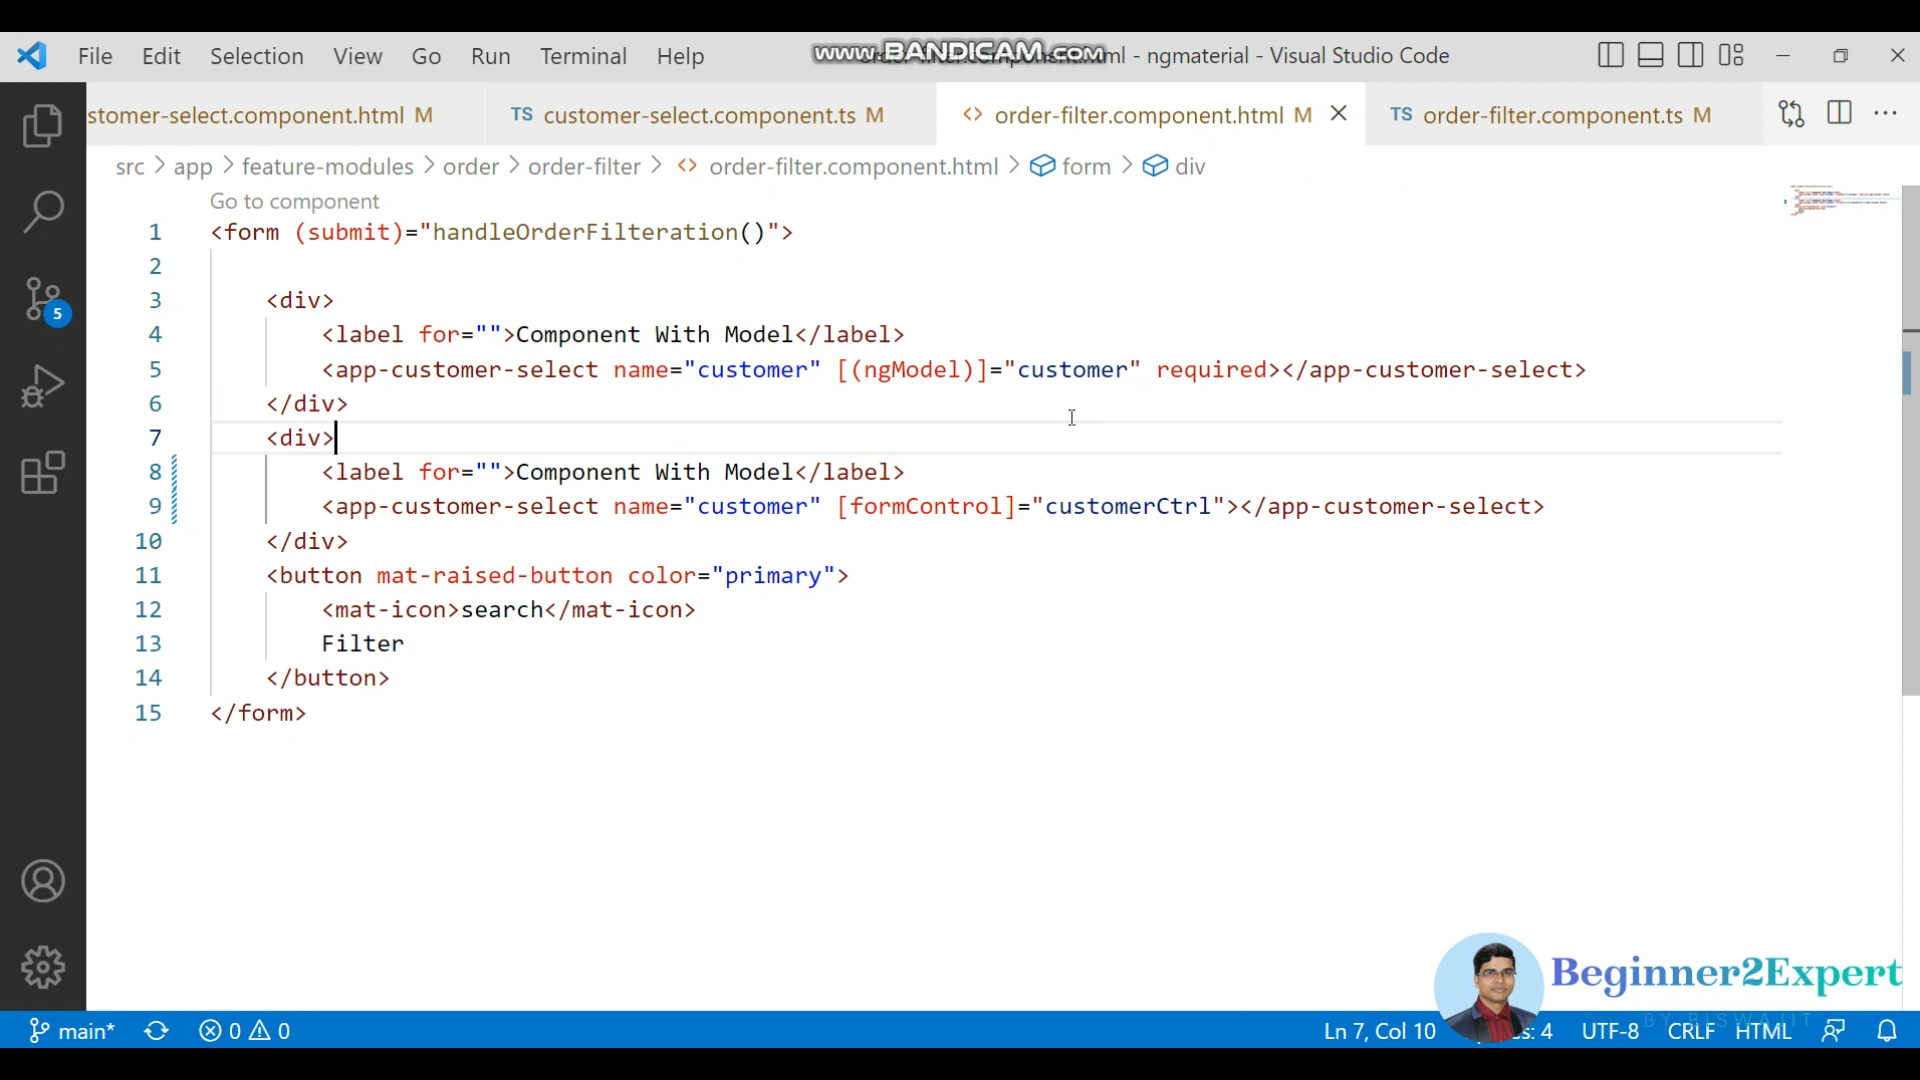 File Edit Selection View Go Run Terminal Help
www.BANDICAM.com
ml - ngmaterial - Visual Studio Code
stomer-select.component.html M
TS customer-select.component.ts M
<> order-filter.component.html M
TS order-filter.component.ts M
src > app > feature-modules > order > order-filter > <> order-filter.component.html > form > div
Go to component
1 <form (submit)="handleOrderFilteration()">
2
3 <div>
4 <label for="">Component With Model</label>
5 <app-customer-select name="customer" [(ngModel)]="customer" required></app-customer-select>
6 </div>
7 <div>
8 <label for="">Component With Model</label>
9 <app-customer-select name="customer" [formControl]="customerCtrl"></app-customer-select>
10 </div>
11 <button mat-raised-button color="primary">
12 <mat-icon>search</mat-icon>
13 Filter
14 </button>
15 </form>
5
Beginner2Expert
BY BISWAJIT
main* 0 0
Ln 7, Col 10
s: 4 UTF-8 CRLF HTML